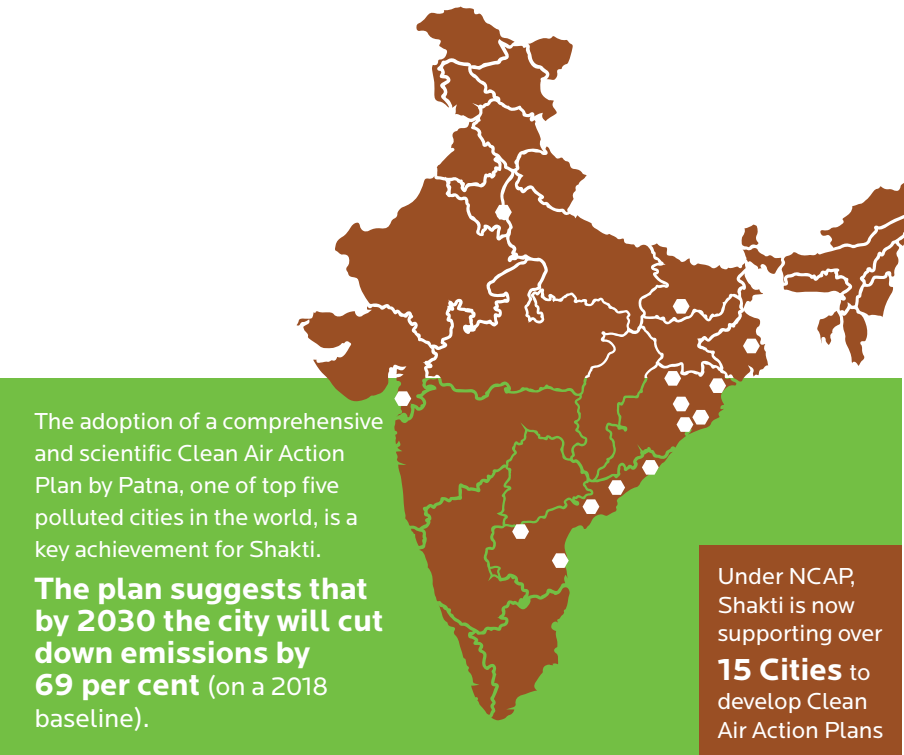 The adoption of a comprehensive
and scientific Clean Air Action
Plan by Patna, one of top five
polluted cities in the world, is a
key achievement for Shakti.
The plan suggests that
by 2030 the city will cut
down emissions by
69 per cent (on a 2018
baseline).
Under NCAP,
Shakti is now
supporting over
15 Cities to
develop Clean
Air Action Plans